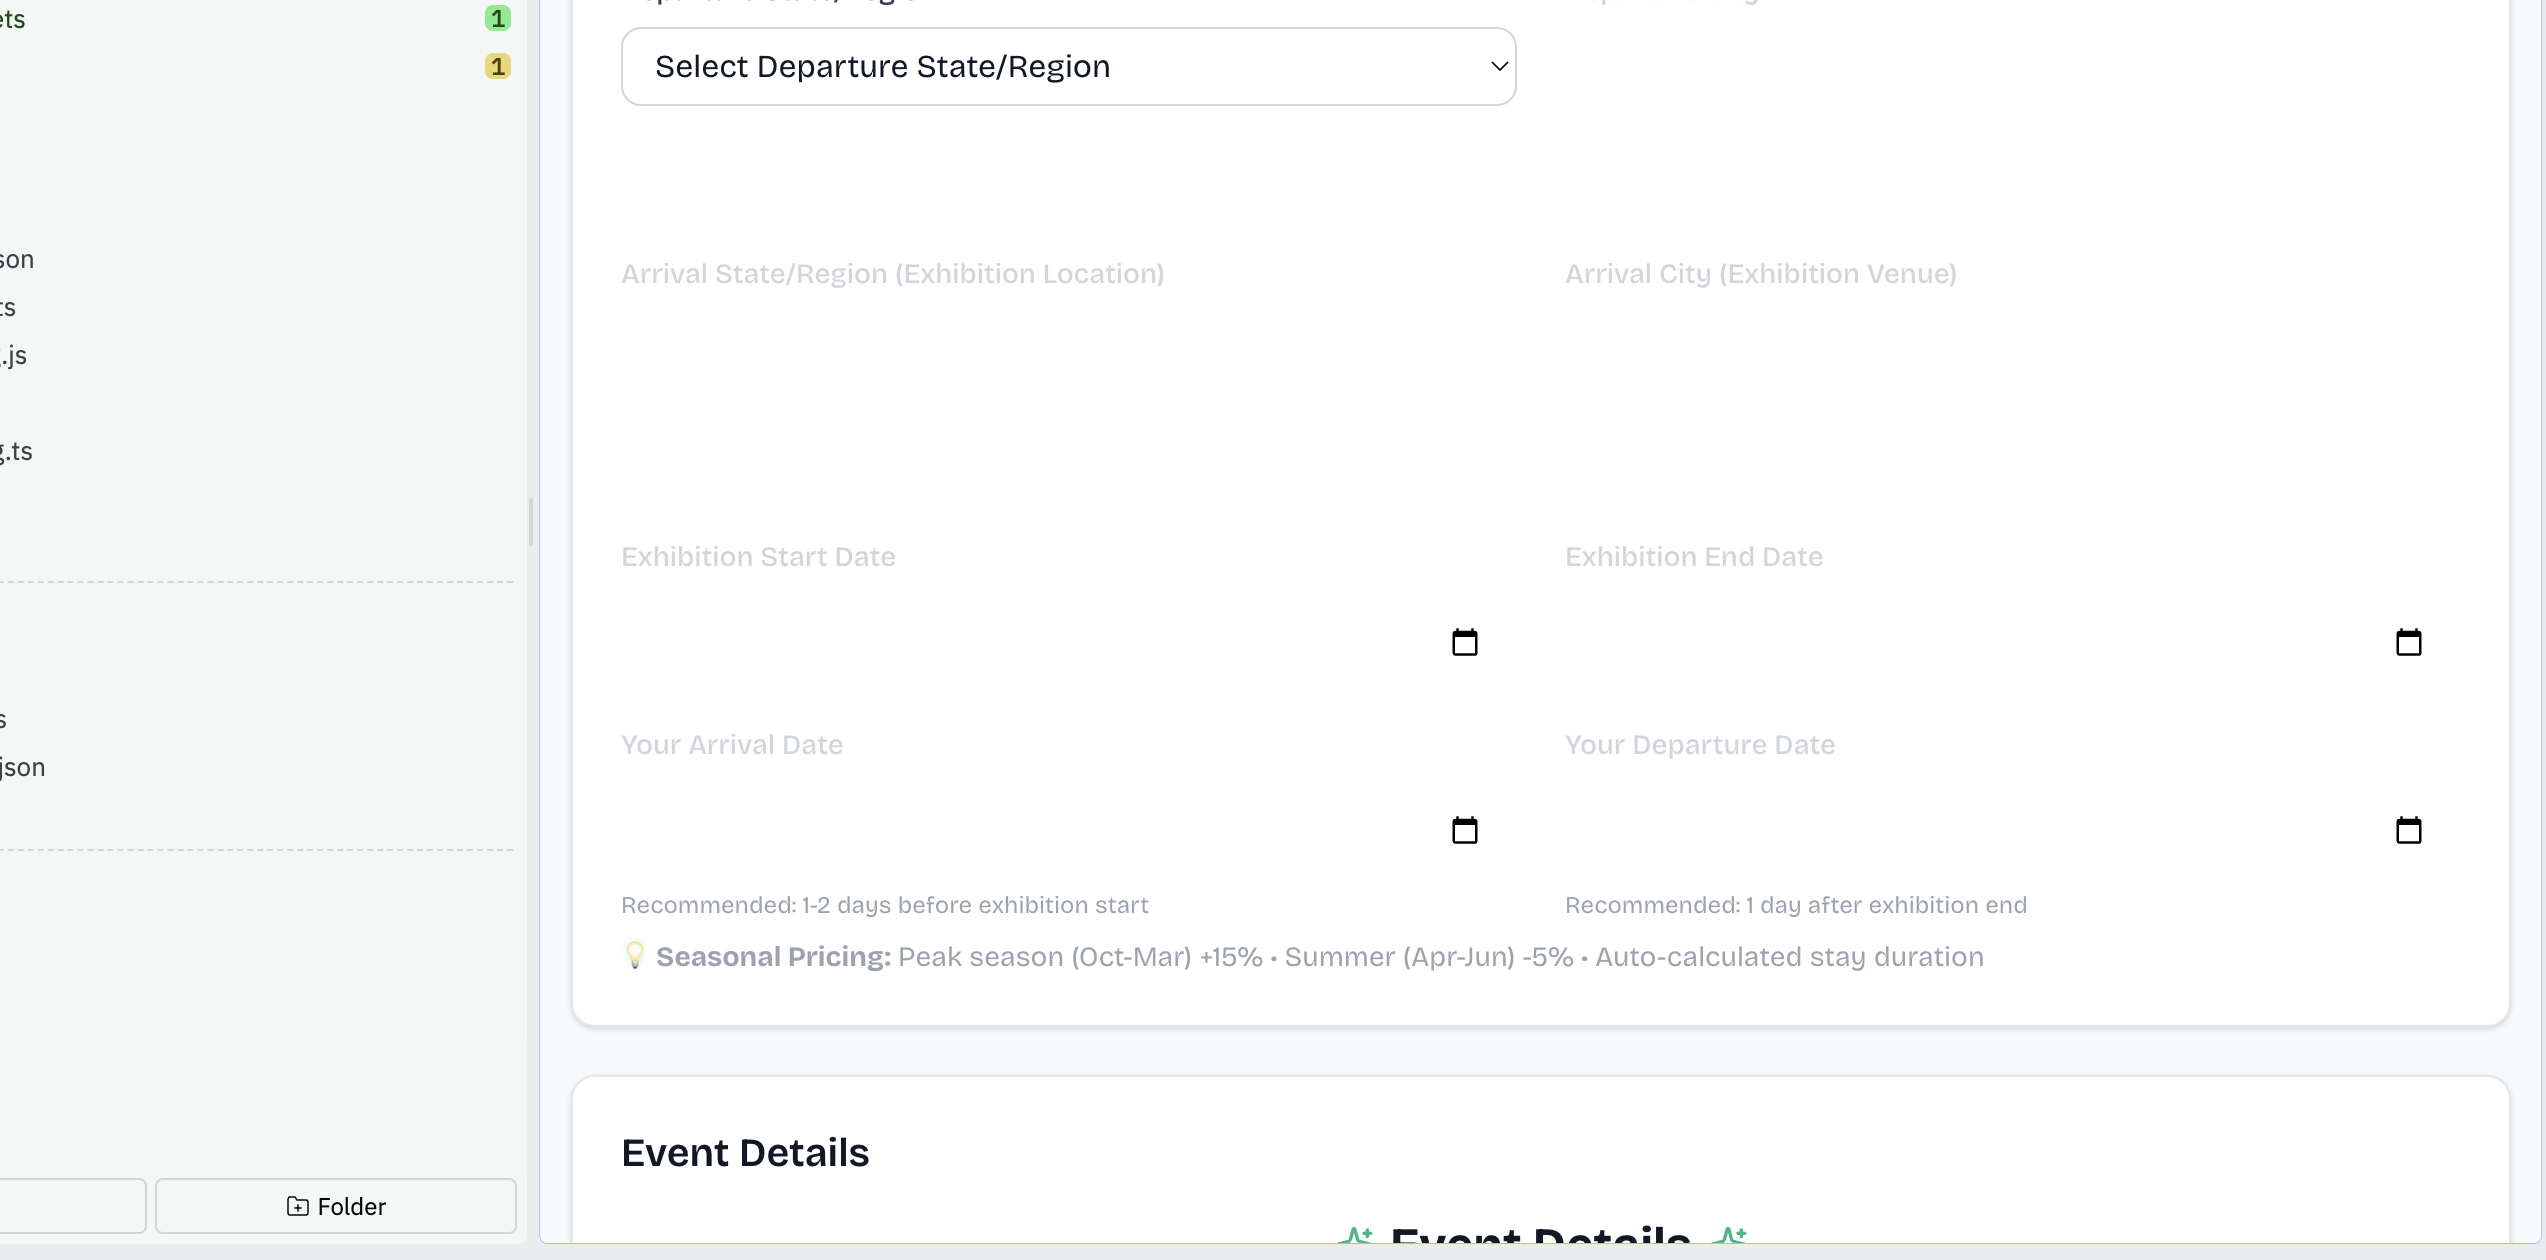 ets
1
1
son
ts
.js
g.ts
s
json
Folder
Select Departure State/Region
Arrival State/Region (Exhibition Location)
Arrival City (Exhibition Venue)
Exhibition Start Date
Exhibition End Date
Your Arrival Date
Your Departure Date
Recommended: 1-2 days before exhibition start
Recommended: 1 day after exhibition end
💡 Seasonal Pricing: Peak season (Oct-Mar) +15% • Summer (Apr-Jun) -5% • Auto-calculated stay duration
Event Details
Event Details